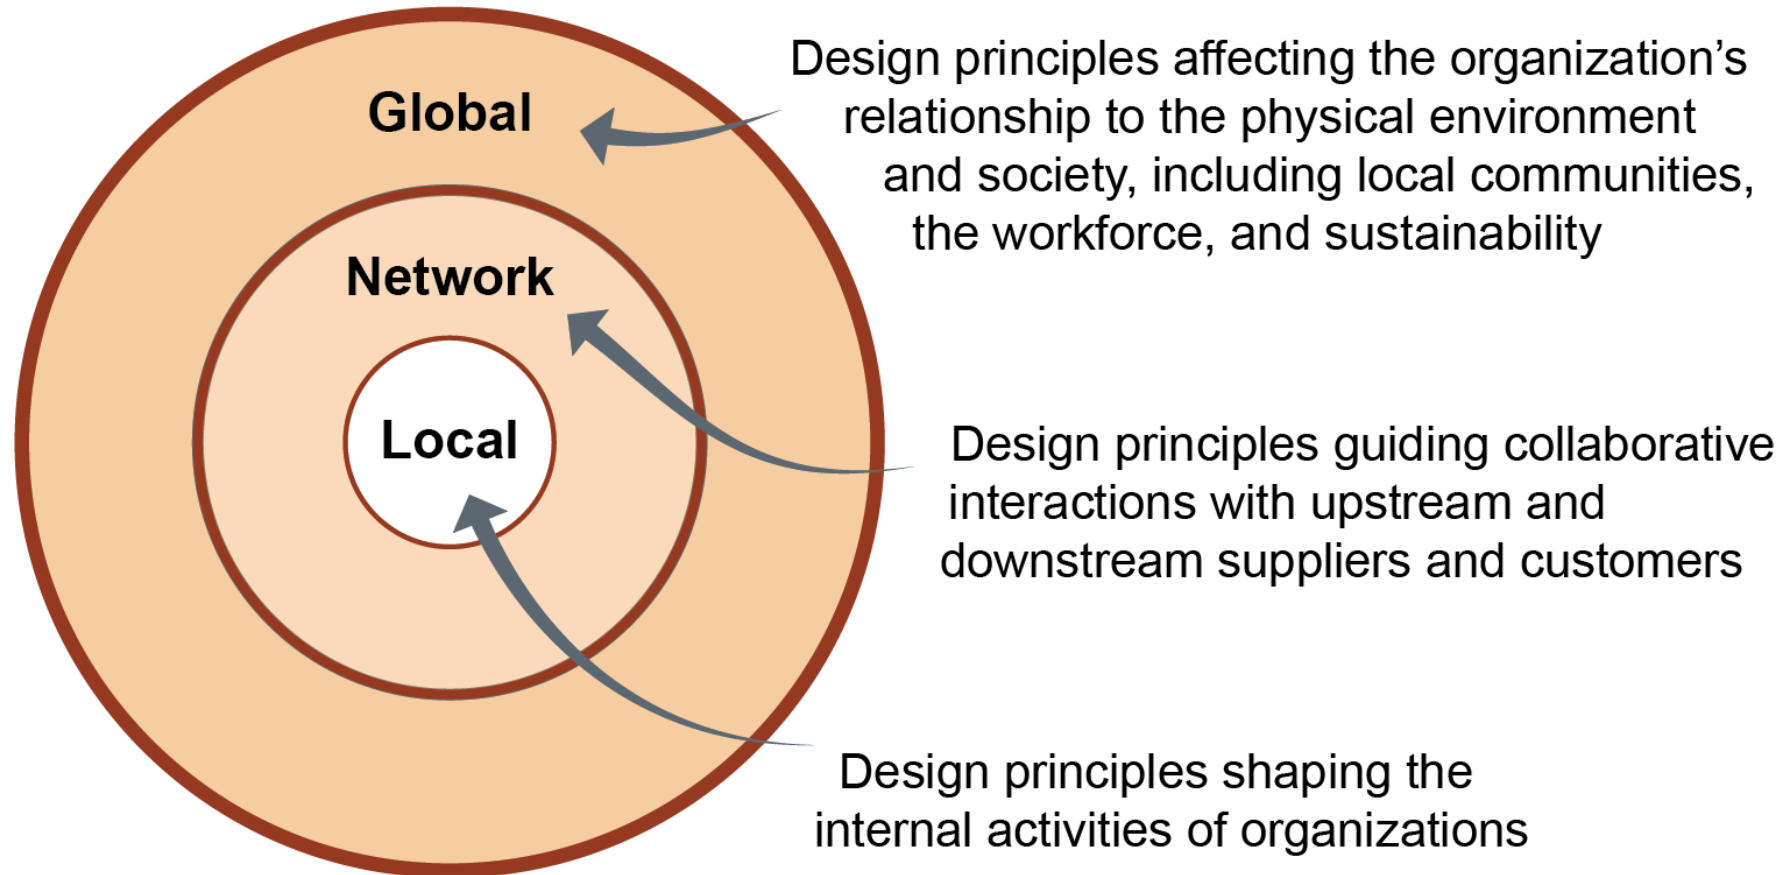 Global
Design principles affecting the organization’s
relationship to the physical environment
and society, including local communities,
the workforce, and sustainability
Network
Design principles guiding collaborative
interactions with upstream and
downstream suppliers and customers
Local
Design principles shaping the
internal activities of organizations